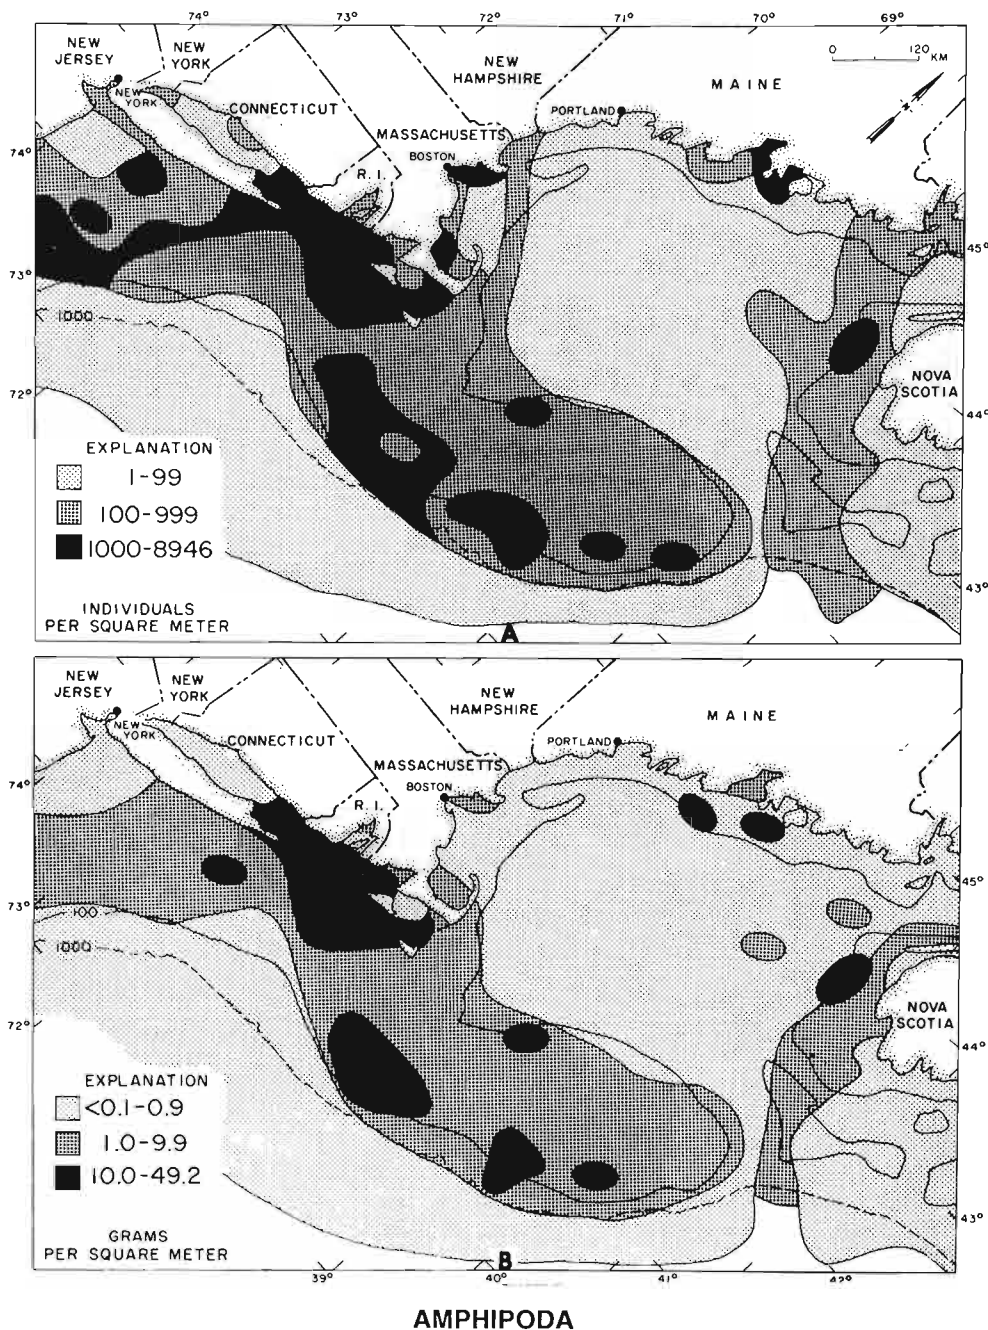 73° 72° 71° 70° 69°
NEW
JERSEY
NEW
YORK
NEW
YORK
CONNECTICUT
MASSACHUSETTS
BOSTON
R. I.
NEW
HAMPSHIRE
PORTLAND
MAINE
0 120
KM
N
74°
73°
72°
45°
44°
43°
1000
NOVA
SCOTIA
EXPLANATION
1-99
100-999
1000-8946
INDIVIDUALS
PER SQUARE METER
A
NEW
JERSEY
NEW
YORK
NEW
YORK
CONNECTICUT
MASSACHUSETTS
BOSTON
R. I.
NEW
HAMPSHIRE
PORTLAND
MAINE
74°
73°
72°
45°
44°
43°
100
1000
NOVA
SCOTIA
EXPLANATION
<0.1-0.9
1.0-9.9
10.0-49.2
GRAMS
PER SQUARE METER
B
39° 40° 41° 42°
AMPHIPODA